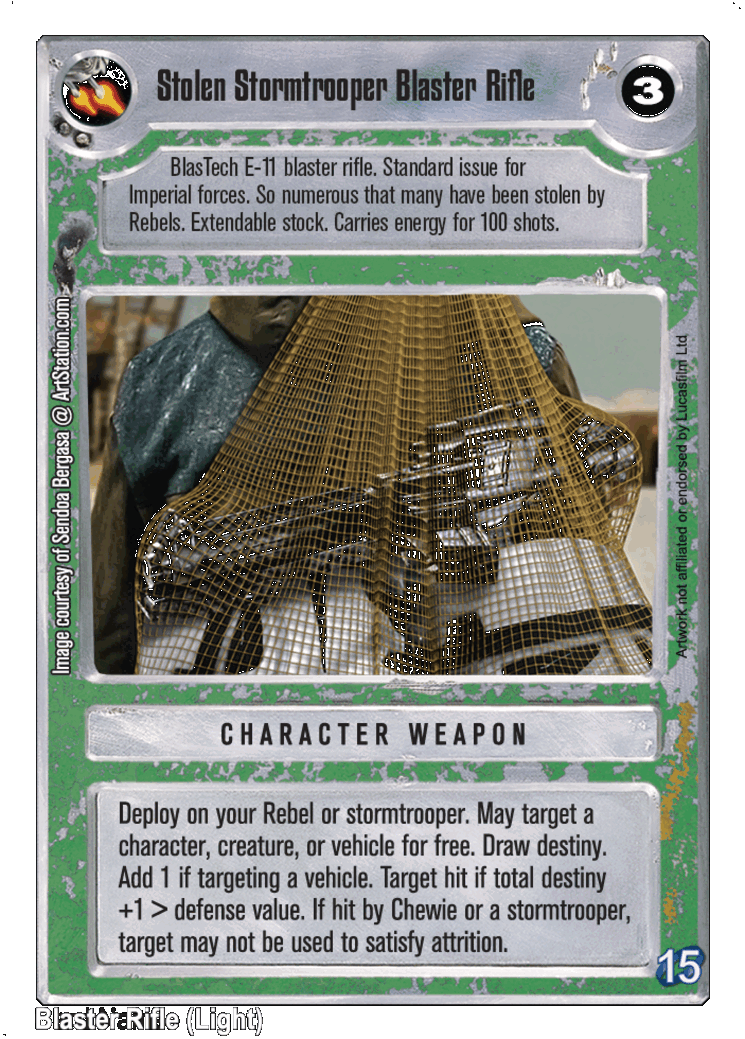 Stolen Stormtrooper Blaster Rifle
3
BlasTech E-11 blaster rifle. Standard issue for
Imperial forces. So numerous that many have been stolen by
Rebels. Extendable stock. Carries energy for 100 shots.
Image courtesy of Sendoa Bergasa @ ArtStation.com
Artwork not affiliated or endorsed by Lucasfilm Ltd
CHARACTER WEAPON
Deploy on your Rebel or stormtrooper. May target a
character, creature, or vehicle for free. Draw destiny.
Add 1 if targeting a vehicle. Target hit if total destiny
+1 > defense value. If hit by Chewie or a stormtrooper,
target may not be used to satisfy attrition.
15
Blaster Rifle (Light)